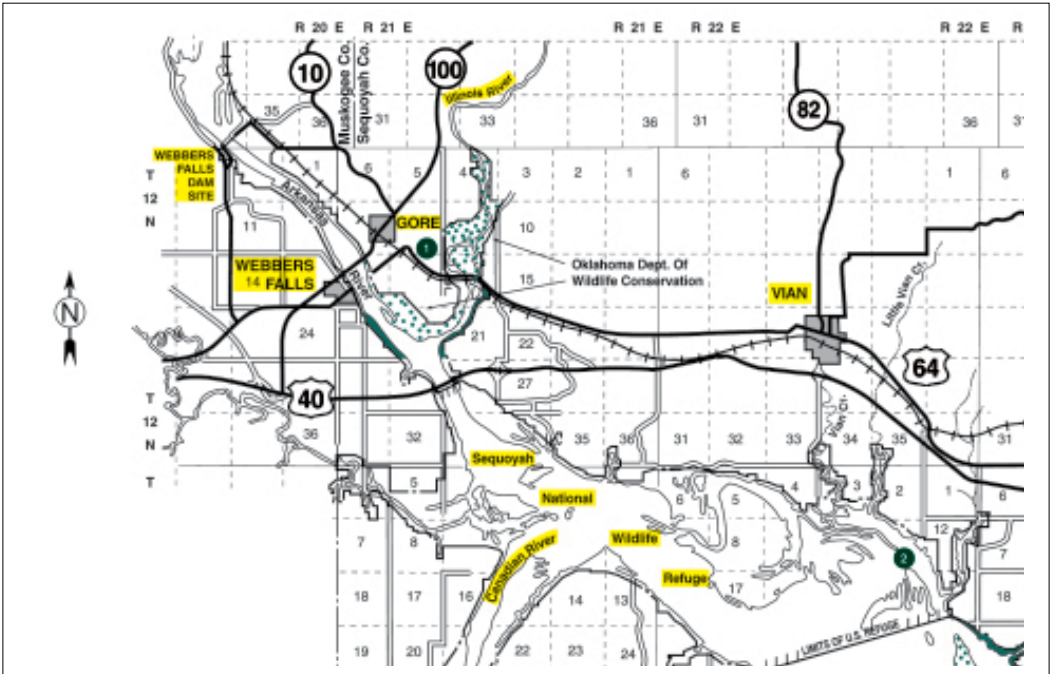 R 20 E R 21 E R 21 E R 22 E R 22 E R
10 Muskogee Co. Sequoyah Co. 100 82
Illinois River
35 36 31 33 36 31 36 31
WEBBERS
FALLS
DAM
SITE
T
12
N
1 6 5 4 3 2 1 6 1 6
Arkansas
River
11 GORE 1 10
Oklahoma Dept. Of
Wildlife Conservation
15
WEBBERS
14 FALLS
VIAN
Little Vian Cr.
24 21 22 64
27
40
T
12
N
T
36 32 35 36 31 32 33 Vian Cr. 34 35 31
Sequoyah
5 National 6 5 4 3 2 1 6
7 8 Canadian River Wildlife 8 12 7
Refuge 2
18 17 16 14 13 17 18
LIMITS OF U.S. REFUGE
19 20 22 23 24